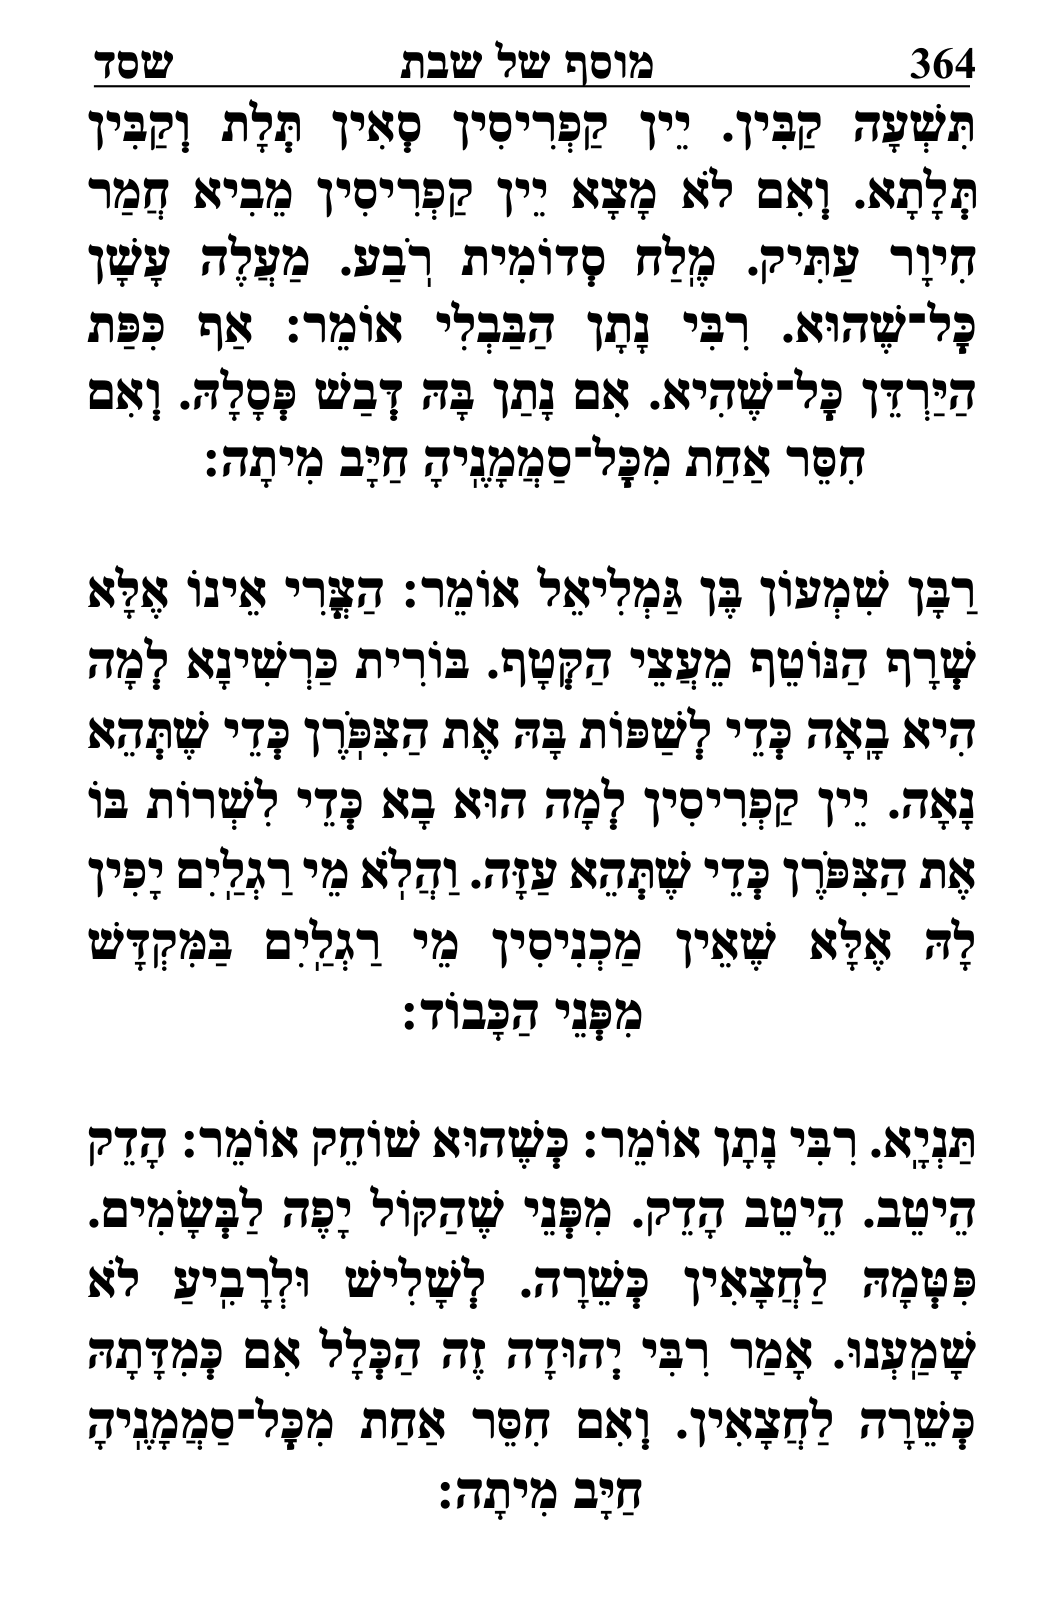 364 מוסף של שבת שסד
תִּשְׁעָה קַבִּין. יֵין קַפְרִיסִין סְאִין תְּלָת וְקַבִּין
תְּלָתָא. וְאִם לֹא מָצָא יֵין קַפְרִיסִין מֵבִיא חֲמַר
חִיוָר עַתִּיק. מֶֽלַח סְדוֹמִית רֹֽבַע. מַעֲלֶה עָשָׁן
כׇּל־שֶׁהוּא. רִבִּי נָתָן הַבַּבְלִי אוֹמֵר: אַף כִּפַּת
הַיַּרְדֵּן כׇּל־שֶׁהִיא. אִם נָתַן בָּהּ דְּבַשׁ פְּסָלָהּ. וְאִם
חִסֵּר אַחַת מִכׇּל־סַמֲמָנֶֽיהָ חַיָּב מִיתָה:
רַבָּן שִׁמְעוֹן בֶּן גַּמְלִיאֵל אוֹמֵר: הַצֳּרִי אֵינוֹ אֶלָּא
שְׁרָף הַנּוֹטֵף מֵעֲצֵי הַקְּטָף. בּוֹרִית כַּרְשִׁינָא לְמָה
הִיא בָֽאָה כְּדֵי לְשַׁפּוֹת בָּהּ אֶת הַצִּפֹּֽרֶן כְּדֵי שֶׁתְּהֵא
נָאָה. יֵין קַפְרִיסִין לְמָה הוּא בָא כְּדֵי לִשְׁרוֹת בּוֹ
אֶת הַצִּפֹּרֶן כְּדֵי שֶׁתְּהֵא עַזָּה. וַהֲלֹֽא מֵי רַגְלַֽיִם יָפִין
לָהּ אֶלָּא שֶׁאֵין מַכְנִיסִין מֵי רַגְלַֽיִם בַּמִּקְדָּשׁ
מִפְּנֵי הַכָּבוֹד:
תַּנְיָֽא. רִבִּי נָתָן אוֹמֵר: כְּשֶׁהוּא שׁוֹחֵק אוֹמֵר: הָדֵק
הֵיטֵב. הֵיטֵב הָדֵק. מִפְּנֵי שֶׁהַקּוֹל יָפֶה לַבְּשָׂמִים.
פִּטְּמָהּ לַחֲצָאִין כְּשֵׁרָה. לְשָׁלִישׁ וּלְרָבִֽיעַ לֹא
שָׁמַֽעְנוּ. אָמַר רִבִּי יְהוּדָה זֶה הַכְּלָל אִם כְּמִדָּתָהּ
כְּשֵׁרָה לַחֲצָאִין. וְאִם חִסֵּר אַחַת מִכׇּל־סַמֲמָנֶֽיהָ
חַיָּב מִיתָה: